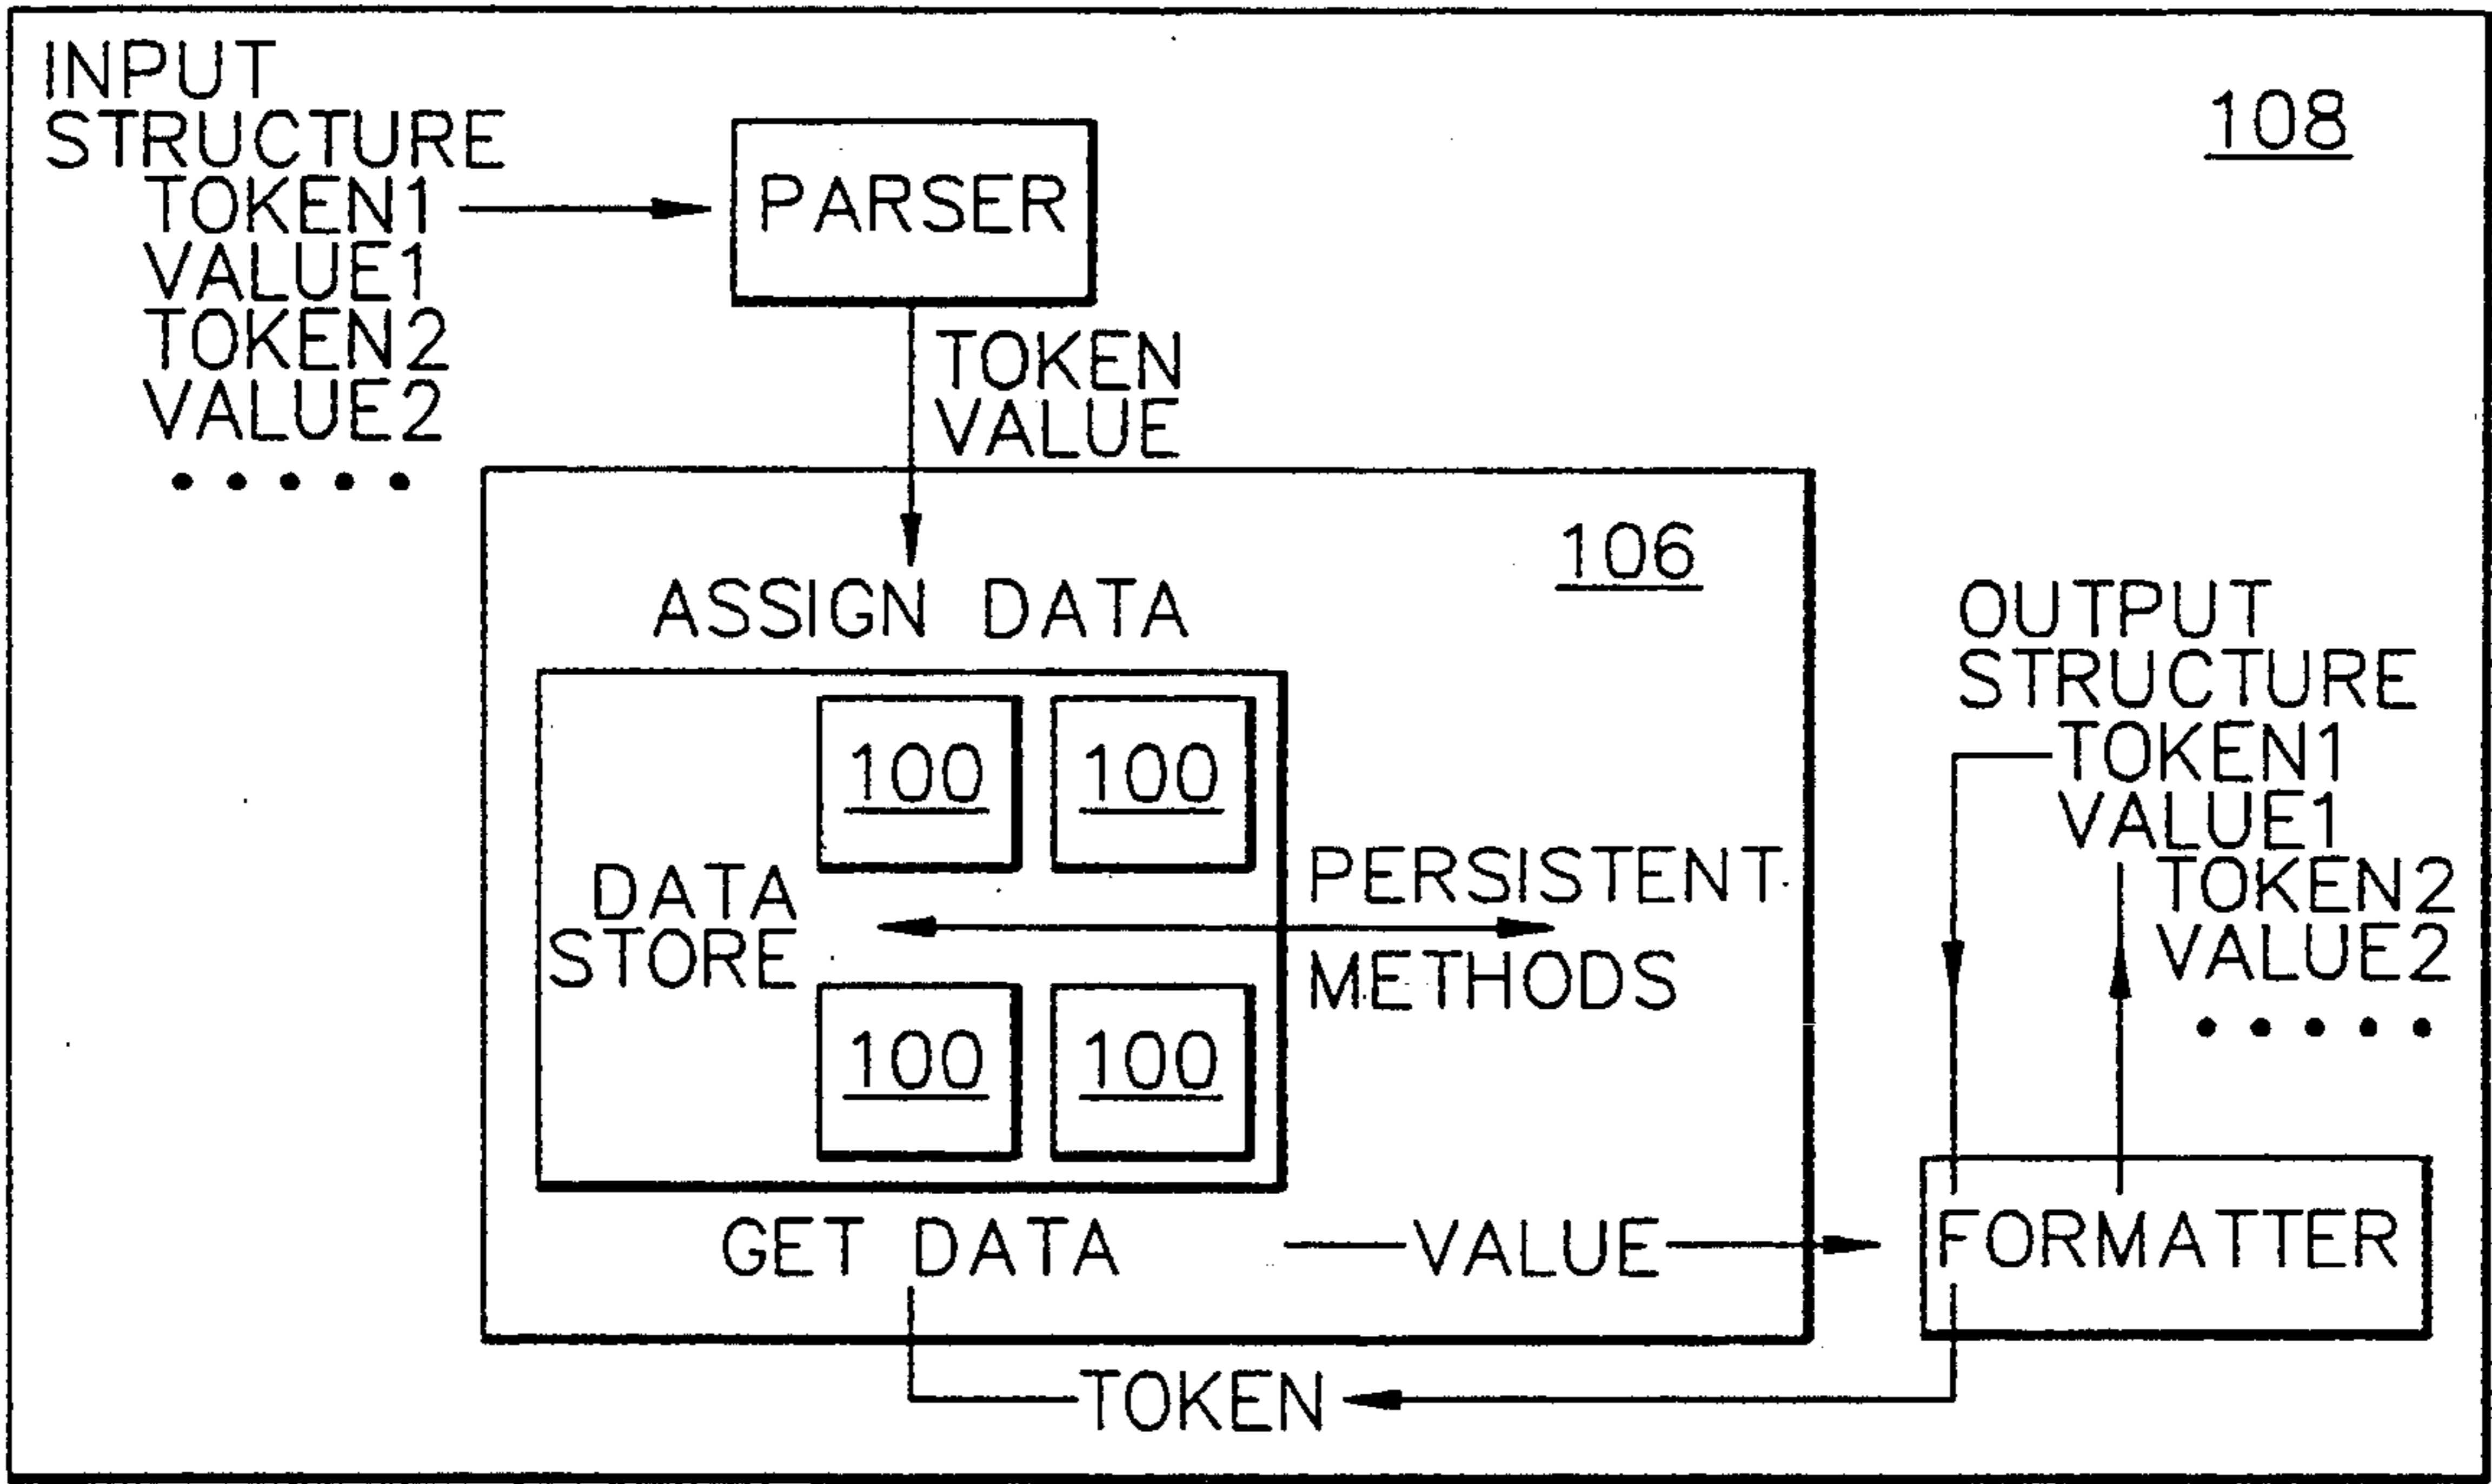 INPUT
STRUCTURE
TOKEN1
VALUE1
TOKEN2
VALUE2
• • • • •
PARSER
108
TOKEN
VALUE
106
ASSIGN DATA
100 100
DATA
STORE
100 100
PERSISTENT
METHODS
OUTPUT
STRUCTURE
TOKEN1
VALUE1
TOKEN2
VALUE2
• • • • •
GET DATA
VALUE
FORMATTER
TOKEN